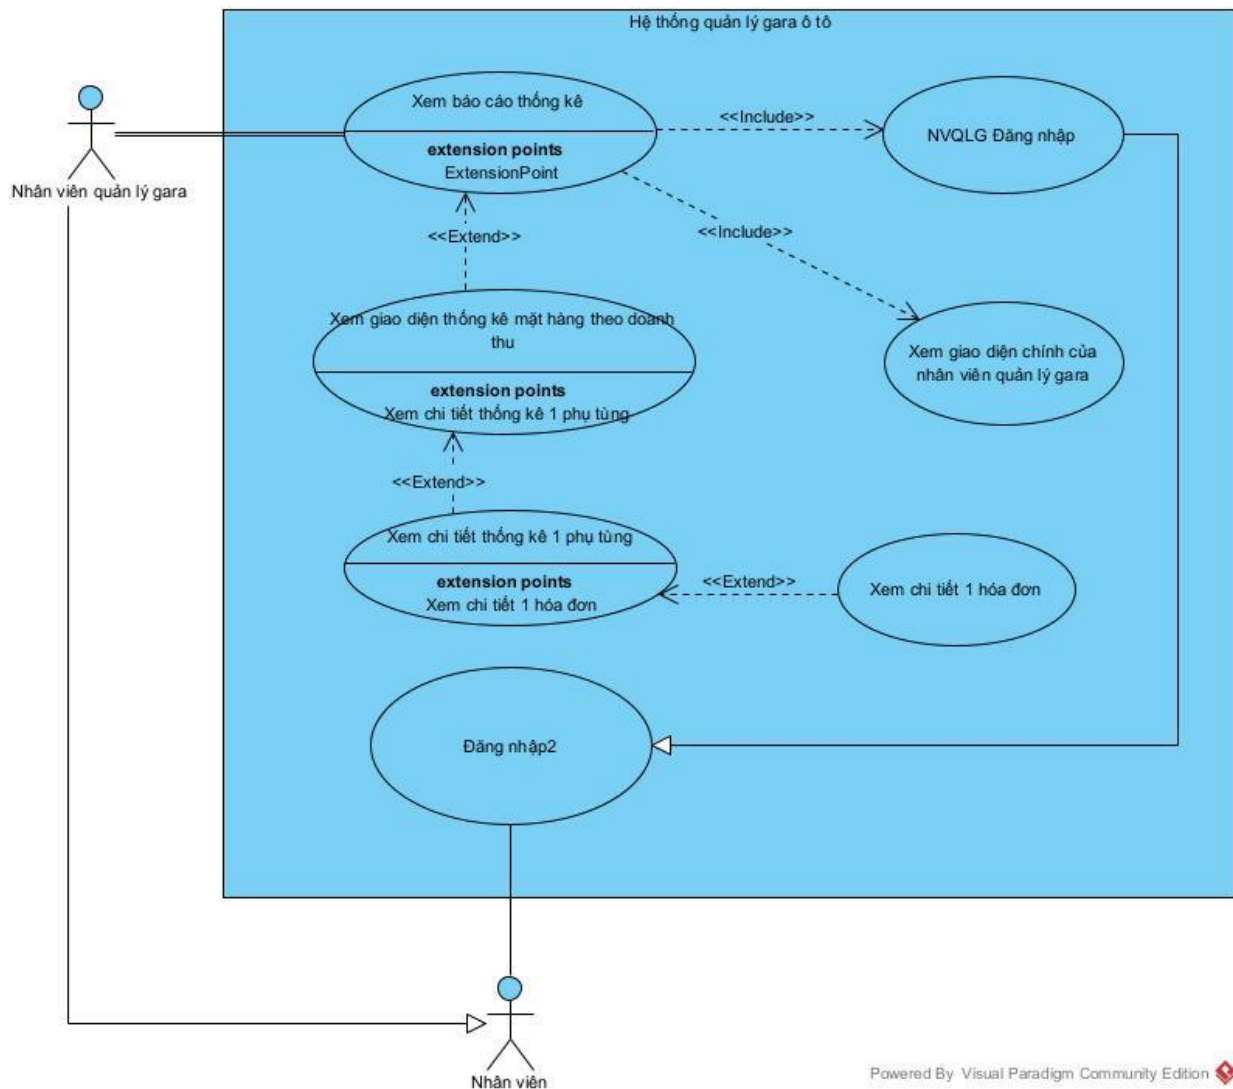 Hệ thống quản lý gara ô tô
Xem báo cáo thống kê
<<Include>>
NVQLG Đăng nhập
extension points
ExtensionPoint
Nhân viên quản lý gara
<<Extend>>
<<Include>>
Xem giao diện thống kê mặt hàng theo doanh
thu
Xem giao diện chính của
nhân viên quản lý gara
extension points
Xem chi tiết thống kê 1 phụ tùng
<<Extend>>
Xem chi tiết thống kê 1 phụ tùng
extension points
Xem chi tiết 1 hóa đơn
<<Extend>>
Xem chi tiết 1 hóa đơn
Đăng nhập2
Nhân viên
Powered By Visual Paradigm Community Edition